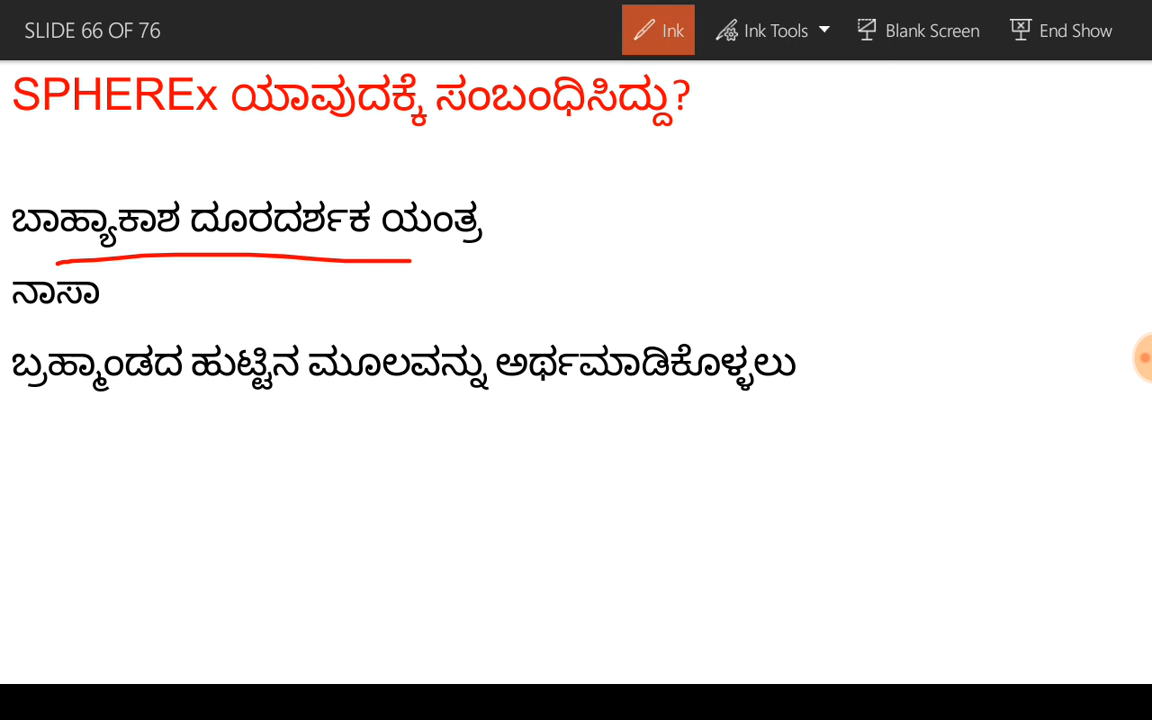 SLIDE 66 OF 76 Ink Ink Tools Blank Screen End Show
SPHEREx ಯಾವುದಕ್ಕೆ ಸಂಬಂಧಿಸಿದ್ದು?
ಬಾಹ್ಯಾಕಾಶ ದೂರದರ್ಶಕ ಯಂತ್ರ
ನಾಸಾ
ಬ್ರಹ್ಮಾಂಡದ ಹುಟ್ಟಿನ ಮೂಲವನ್ನು ಅರ್ಥಮಾಡಿಕೊಳ್ಳಲು